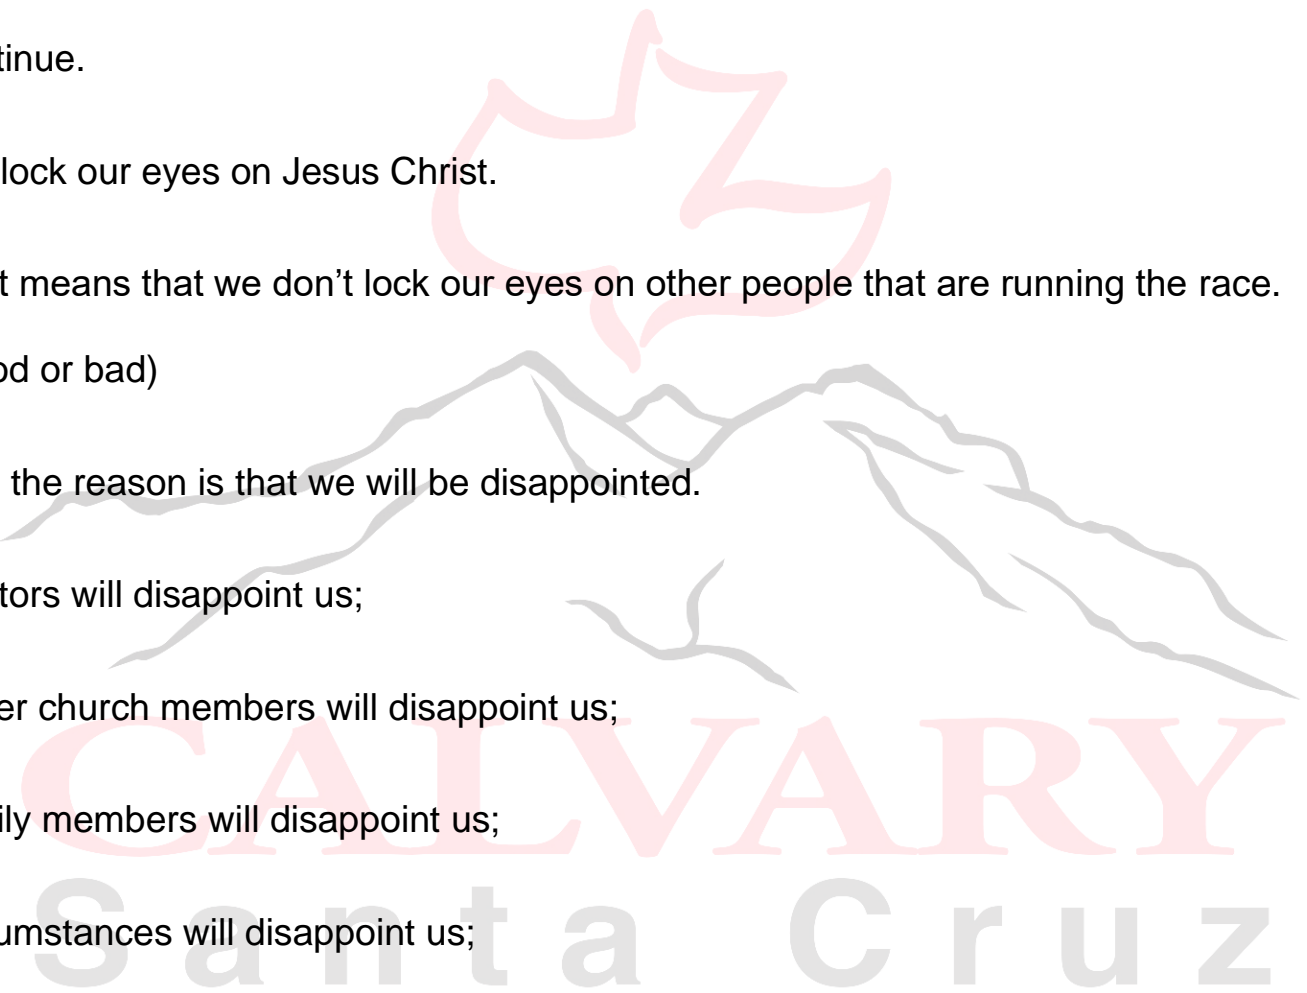 tinue.
lock our eyes on Jesus Christ.
t means that we don’t lock our eyes on other people that are running the race.
od or bad)
the reason is that we will be disappointed.
tors will disappoint us;
er church members will disappoint us;
ily members will disappoint us;
umstances will disappoint us;
CALVARY
Santa Cruz